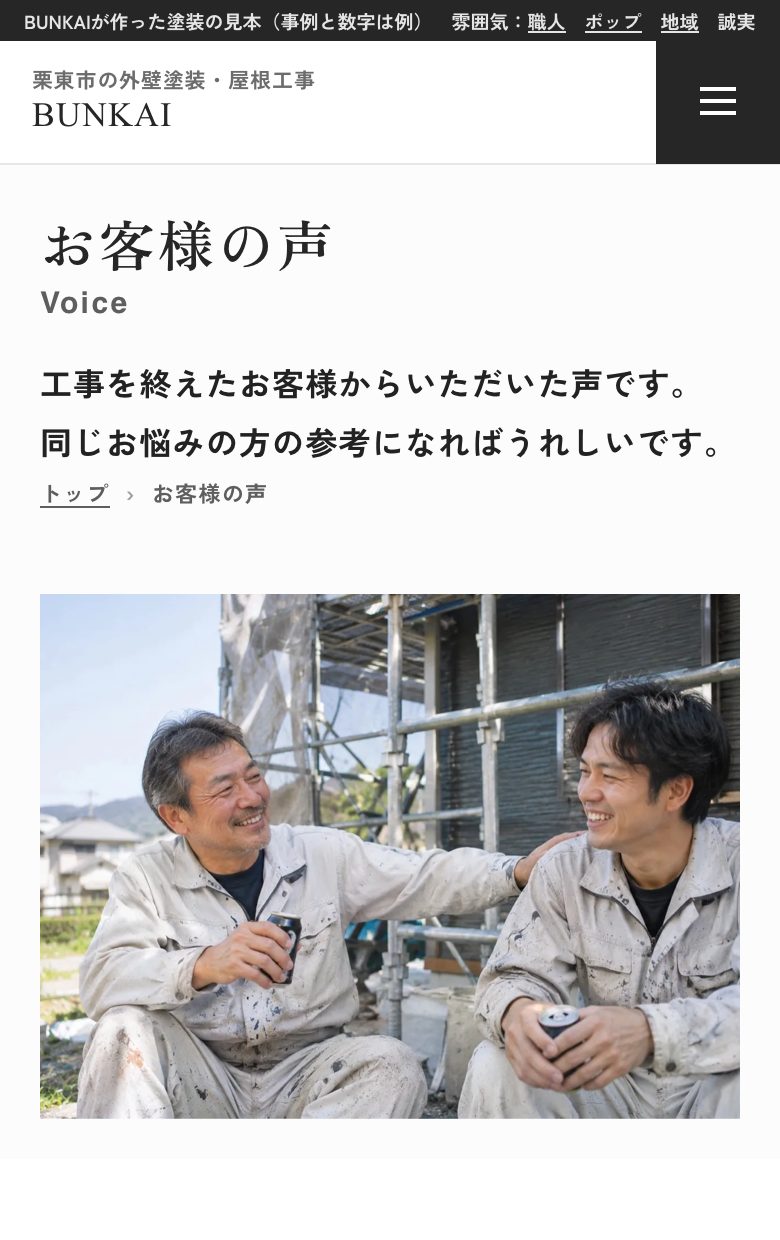 BUNKAIが作った塗装の見本（事例と数字は例） 雰囲気：職人 ポップ 地域 誠実
栗東市の外壁塗装・屋根工事
BUNKAI
お客様の声
Voice
工事を終えたお客様からいただいた声です。
同じお悩みの方の参考になればうれしいです。
トップ › お客様の声